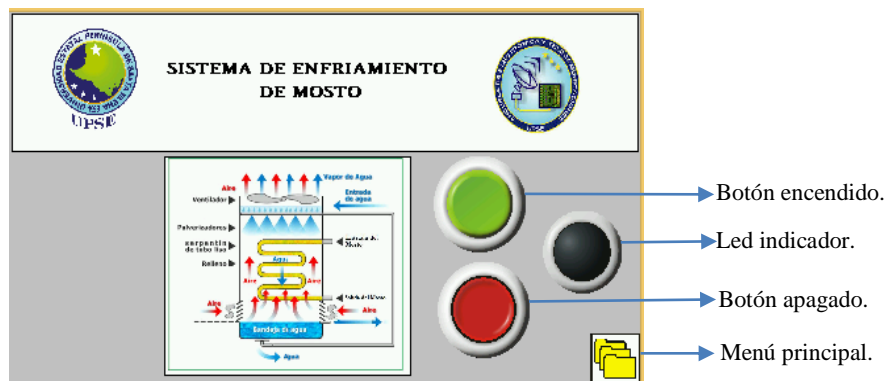 SISTEMA DE ENFRIAMIENTO
DE MOSTO
UPSE
UPSE
Vapor de Agua
Aire
Ventilador
Entrada
de agua
Pulverizadores
serpentín
de tubo liso
Relleno
Agua
Aire
Aire
Aire
Aire
Bandeja de agua
Agua
Botón encendido.
Led indicador.
Botón apagado.
Menú principal.